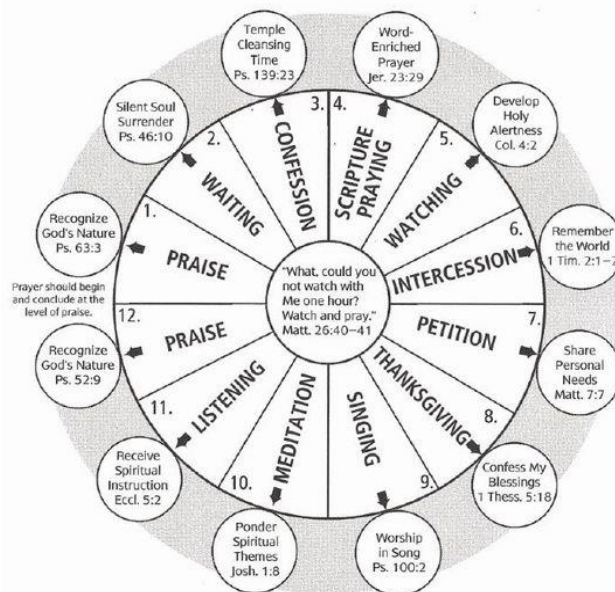 Temple
Cleansing
Time
Ps. 139:23
Word-
Enriched
Prayer
Jer. 23:29
Silent Soul
Surrender
Ps. 46:10
Develop
Holy
Alertness
Col. 4:2
Recognize
God's Nature
Ps. 63:3
Remember
the World
1 Tim. 2:1–2
Prayer should begin
and conclude at the
level of praise.
Recognize
God's Nature
Ps. 52:9
Share
Personal
Needs
Matt. 7:7
Receive
Spiritual
Instruction
Eccl. 5:2
Confess My
Blessings
1 Thess. 5:18
Ponder
Spiritual
Themes
Josh. 1:8
Worship
in Song
Ps. 100:2
1.
PRAISE
2.
WAITING
3.
CONFESSION
4.
SCRIPTURE
PRAYING
5.
WATCHING
6.
INTERCESSION
7.
PETITION
8.
THANKSGIVING
9.
SINGING
10.
MEDITATION
11.
LISTENING
12.
PRAISE
"What, could you
not watch with
Me one hour?
Watch and pray."
Matt. 26:40–41